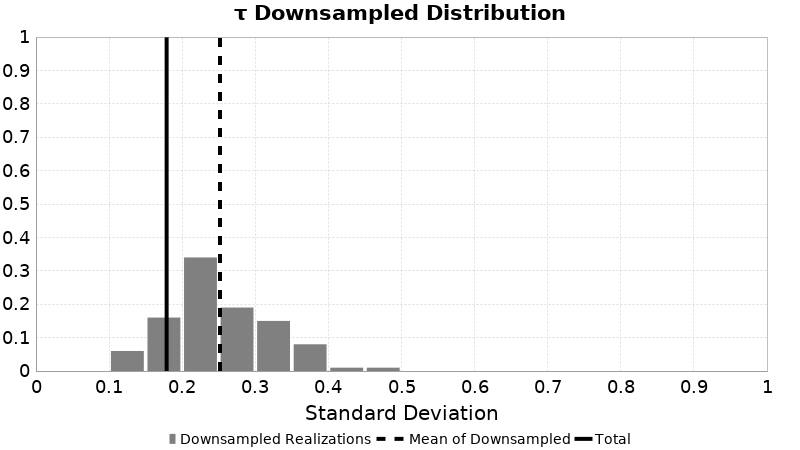 τ Downsampled Distribution
1
0.9
0.8
0.7
0.6
0.5
0.4
0.3
0.2
0.1
0
0 0.1 0.2 0.3 0.4 0.5 0.6 0.7 0.8 0.9 1
Standard Deviation
Downsampled Realizations Mean of Downsampled Total